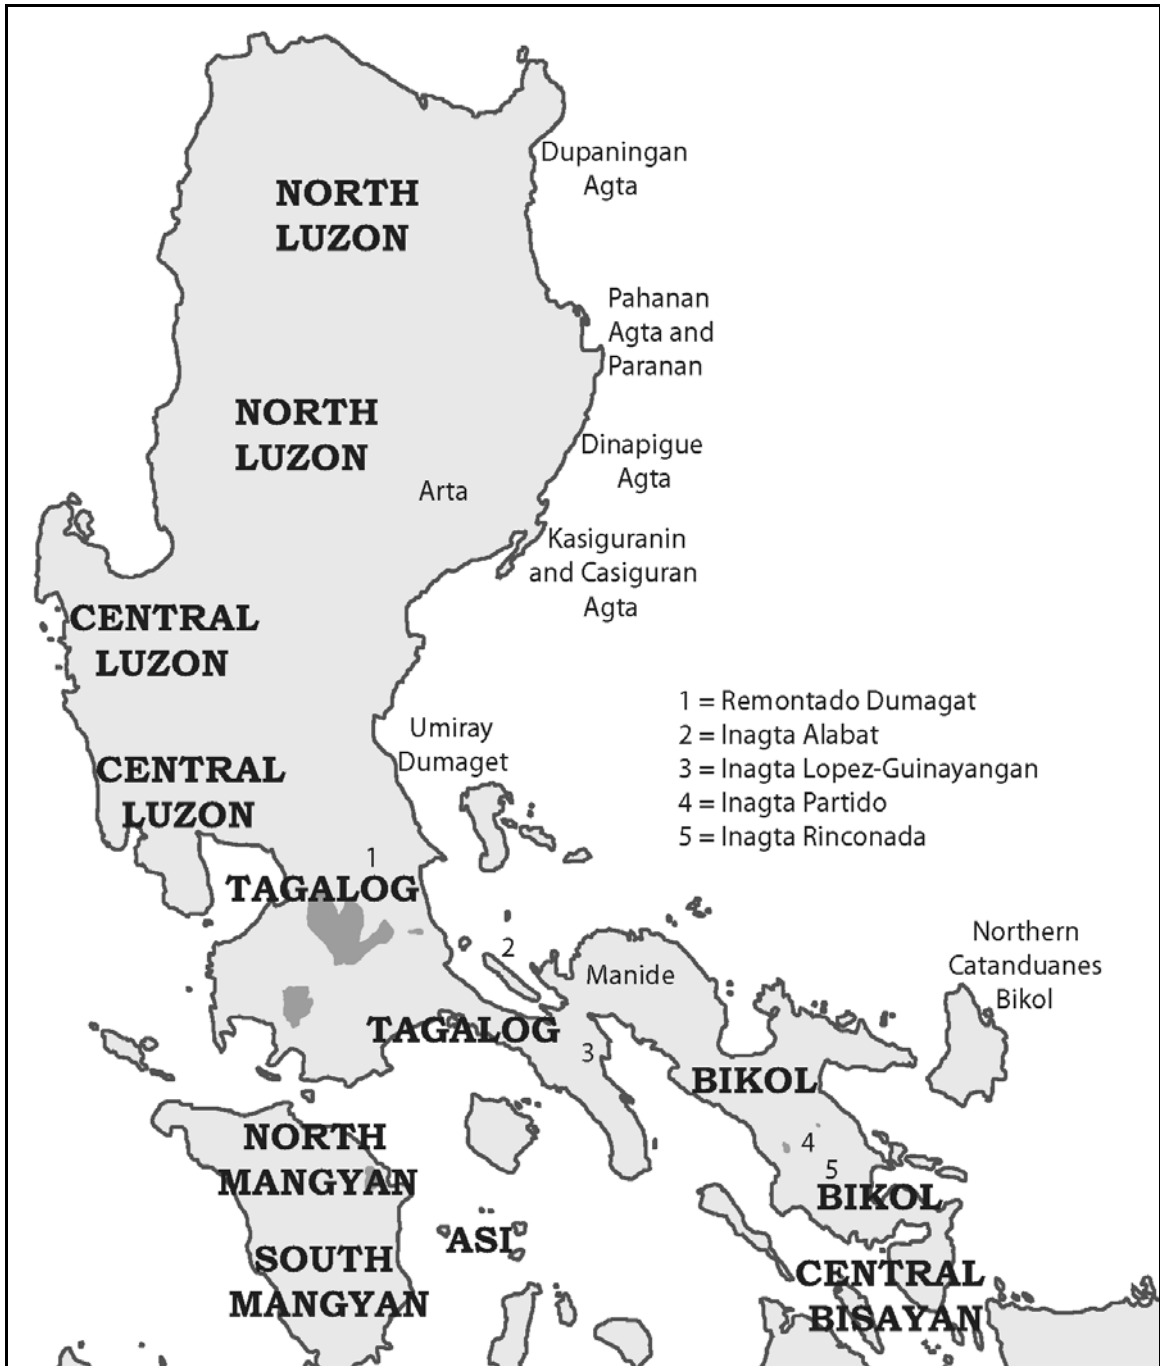 Dupaningan
Agta
NORTH
LUZON
Pahanan
Agta and
Paranan
NORTH
LUZON
Dinapigue
Agta
Arta
Kasiguranin
and Casiguran
Agta
CENTRAL
LUZON
1 = Remontado Dumagat
2 = Inagta Alabat
3 = Inagta Lopez-Guinayangan
4 = Inagta Partido
5 = Inagta Rinconada
Umiray
Dumaget
CENTRAL
LUZON
1
TAGALOG
2
Manide
Northern
Catanduanes
Bikol
TAGALOG
3
BIKOL
NORTH
MANGYAN
4
5
BIKOL
ASI
SOUTH
MANGYAN
CENTRAL
BISAYAN